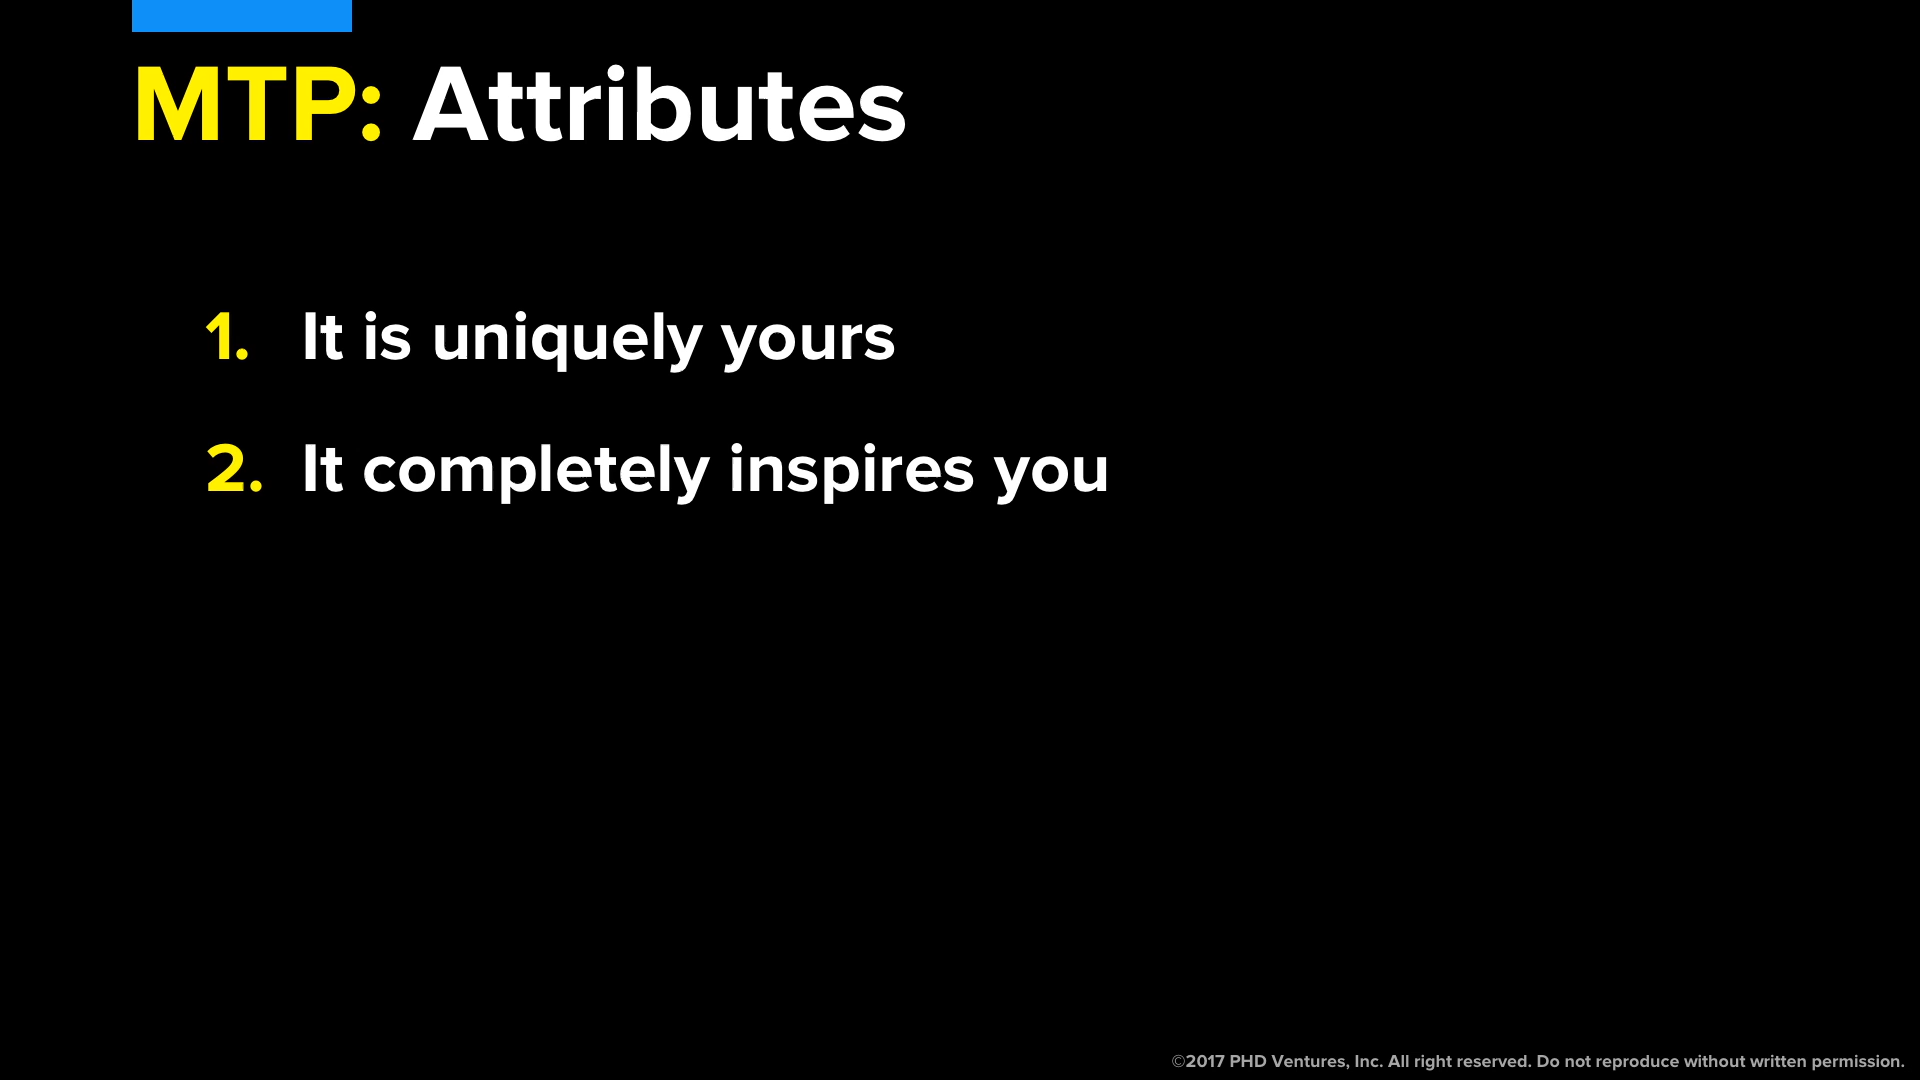 MTP: Attributes
1. It is uniquely yours
2. It completely inspires you
©2017 PHD Ventures, Inc. All right reserved. Do not reproduce without written permission.